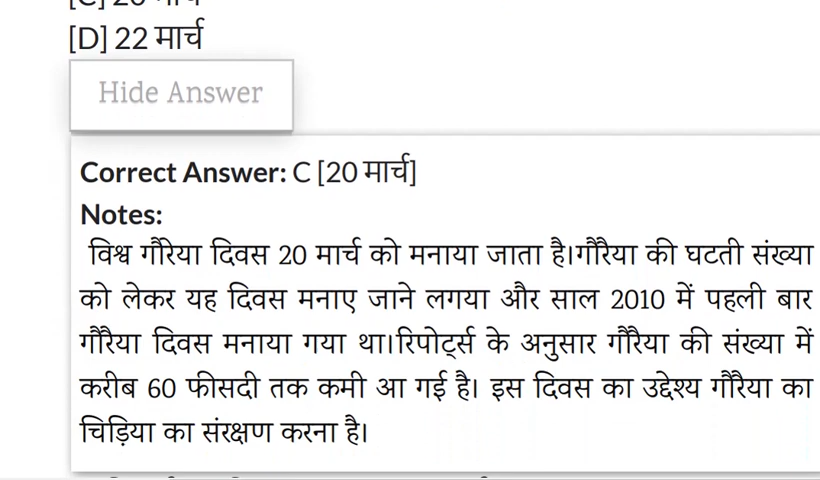 [C] 20 मार्च
[D] 22 मार्च
Hide Answer
Correct Answer: C [20 मार्च]
Notes:
विश्व गौरैया दिवस 20 मार्च को मनाया जाता है।गौरैया की घटती संख्या
को लेकर यह दिवस मनाए जाने लगया और साल 2010 में पहली बार
गौरैया दिवस मनाया गया था।रिपोर्ट्स के अनुसार गौरैया की संख्या में
करीब 60 फीसदी तक कमी आ गई है। इस दिवस का उद्देश्य गौरैया का
चिड़िया का संरक्षण करना है।